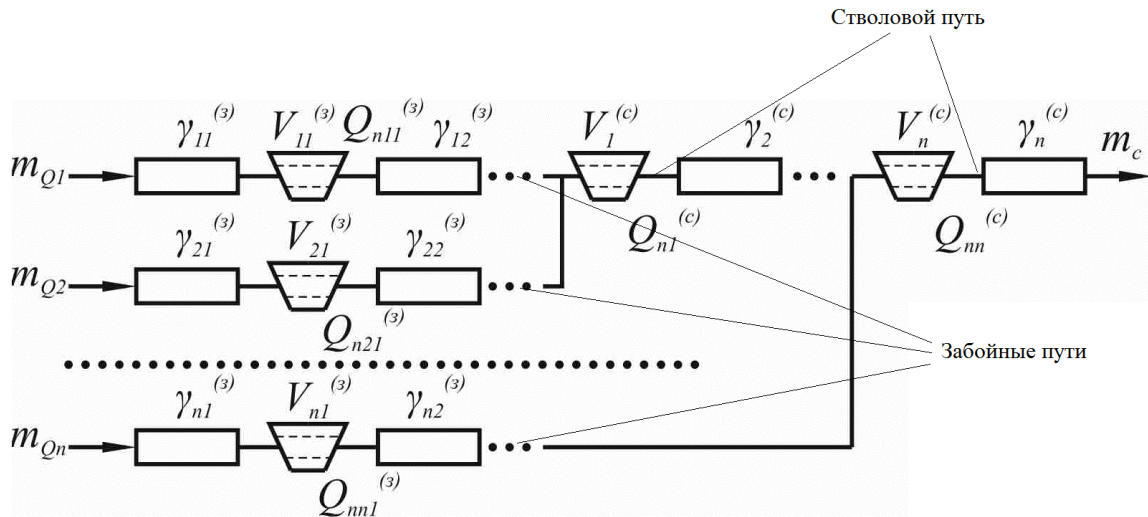 Стволовой путь
γ11(з) V11(з) Qn11(з) γ12(з) V1(с) γ2(с) Vn(с) γn(с)
mQ1 mc
γ21(з) V21(з) γ22(з) Qn1(с) Qnn(с)
mQ2
Qn21(з)
Забойные пути
γn1(з) Vn1(з) γn2(з)
mQn
Qnn1(з)